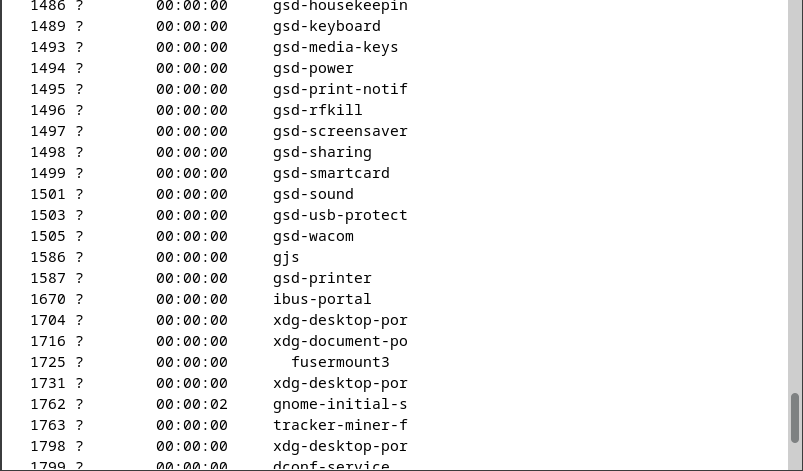 1486 ?        00:00:00     gsd-housekeepin
1489 ?        00:00:00     gsd-keyboard
1493 ?        00:00:00     gsd-media-keys
1494 ?        00:00:00     gsd-power
1495 ?        00:00:00     gsd-print-notif
1496 ?        00:00:00     gsd-rfkill
1497 ?        00:00:00     gsd-screensaver
1498 ?        00:00:00     gsd-sharing
1499 ?        00:00:00     gsd-smartcard
1501 ?        00:00:00     gsd-sound
1503 ?        00:00:00     gsd-usb-protect
1505 ?        00:00:00     gsd-wacom
1586 ?        00:00:00     gjs
1587 ?        00:00:00     gsd-printer
1670 ?        00:00:00     ibus-portal
1704 ?        00:00:00     xdg-desktop-por
1716 ?        00:00:00     xdg-document-po
1725 ?        00:00:00       fusermount3
1731 ?        00:00:00     xdg-desktop-por
1762 ?        00:00:02     gnome-initial-s
1763 ?        00:00:00     tracker-miner-f
1798 ?        00:00:00     xdg-desktop-por
1799 ?        00:00:00     dconf-service